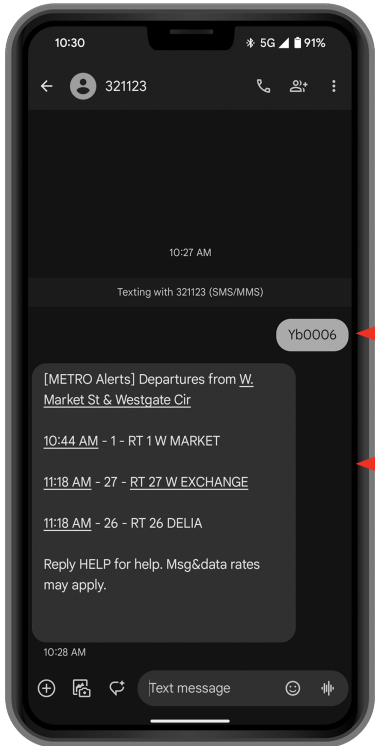 10:30
5G 91%
321123
10:27 AM
Texting with 321123 (SMS/MMS)
Yb0006
[METRO Alerts] Departures from W.
Market St & Westgate Cir
10:44 AM - 1 - RT 1 W MARKET
11:18 AM - 27 - RT 27 W EXCHANGE
11:18 AM - 26 - RT 26 DELIA
Reply HELP for help. Msg&data rates
may apply.
10:28 AM
Text message